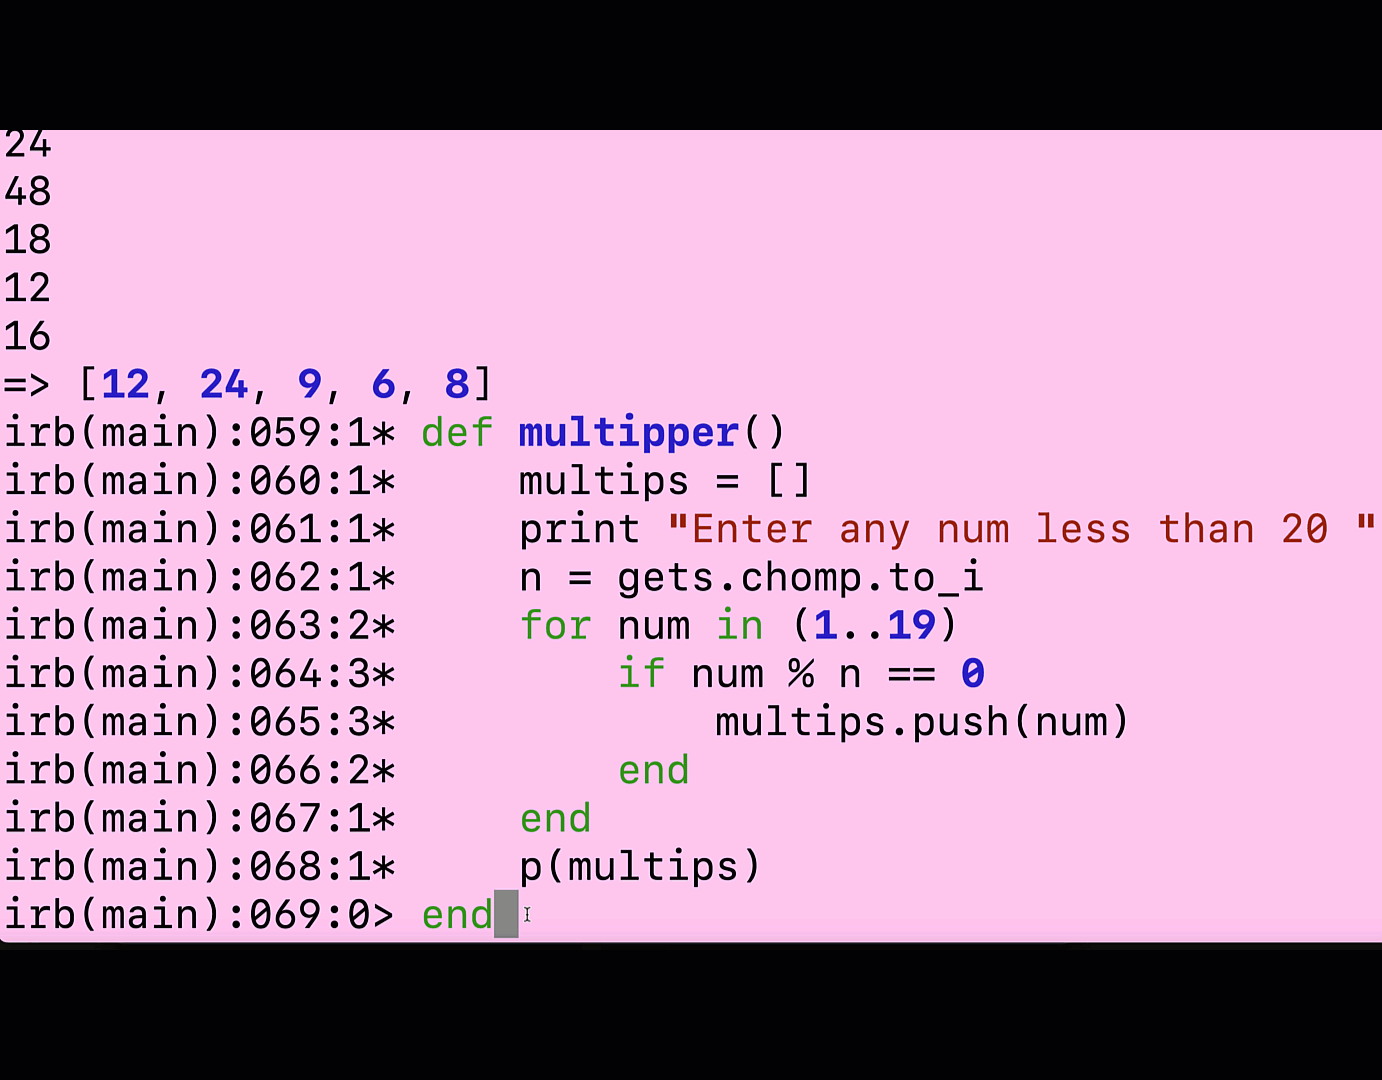 24
48
18
12
16
=> [12, 24, 9, 6, 8]
irb(main):059:1* def multipper()
irb(main):060:1*     multips = []
irb(main):061:1*     print "Enter any num less than 20 "
irb(main):062:1*     n = gets.chomp.to_i
irb(main):063:2*     for num in (1..19)
irb(main):064:3*         if num % n == 0
irb(main):065:3*             multips.push(num)
irb(main):066:2*         end
irb(main):067:1*     end
irb(main):068:1*     p(multips)
irb(main):069:0> end